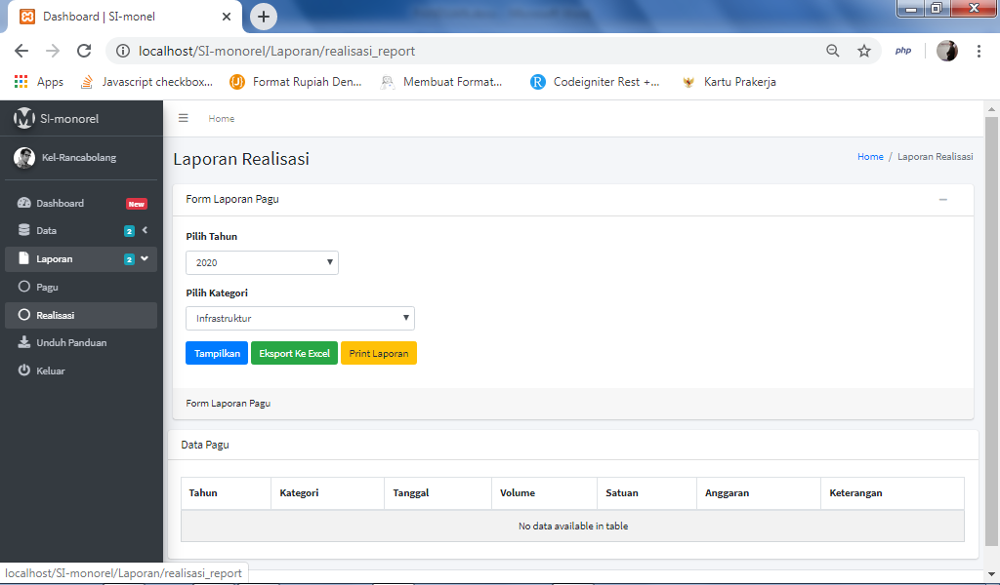 Dashboard | SI-monel
localhost/SI-monorel/Laporan/realisasi_report
php
Apps
Javascript checkbox...
Format Rupiah Den...
Membuat Format...
Codeigniter Rest +...
Kartu Prakerja
SI-monorel
Home
Kel-Rancabolang
Laporan Realisasi
Home / Laporan Realisasi
Dashboard New
Data 2
Laporan 2
Pagu
Realisasi
Unduh Panduan
Keluar
Form Laporan Pagu
Pilih Tahun
2020
Pilih Kategori
Infrastruktur
Tampilkan Eksport Ke Excel Print Laporan
Form Laporan Pagu
Data Pagu
Tahun Kategori Tanggal Volume Satuan Anggaran Keterangan
No data available in table
localhost/SI-monorel/Laporan/realisasi_report